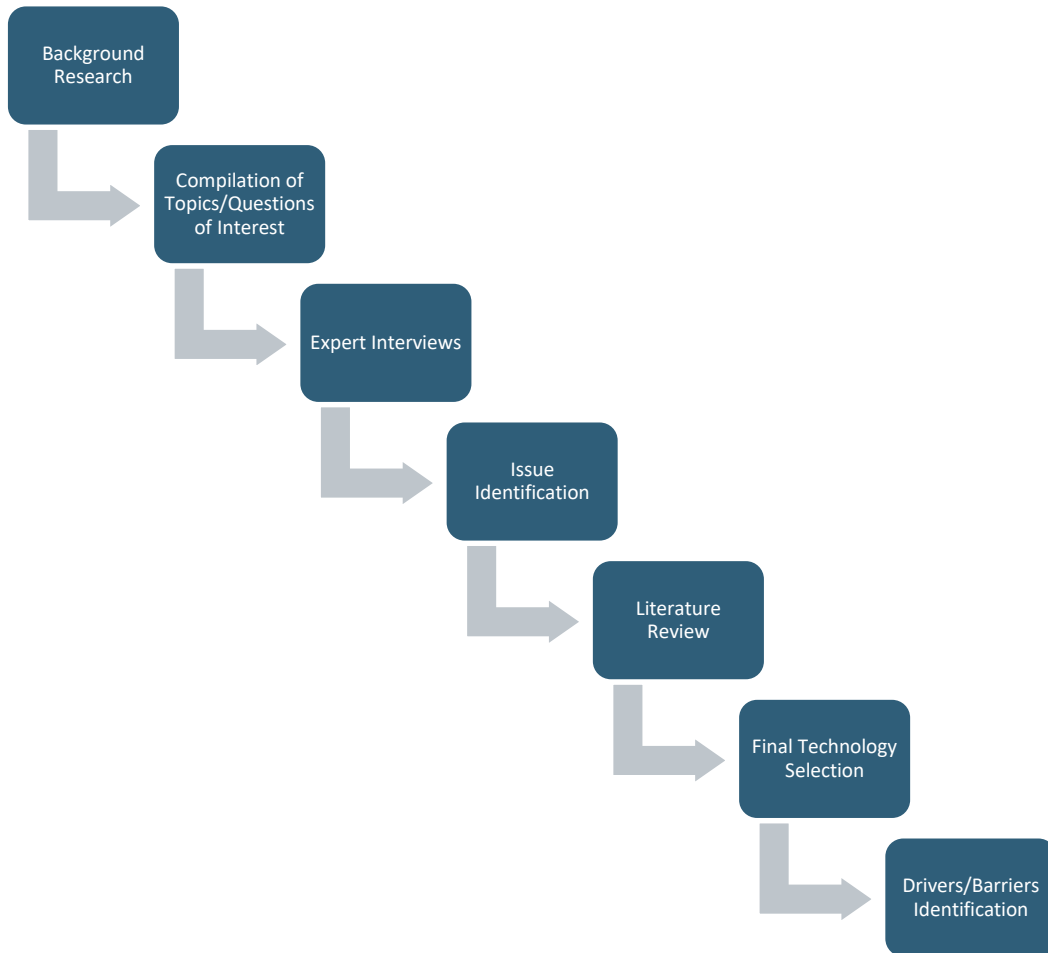 Background
Research
Compilation of
Topics/Questions
of Interest
Expert Interviews
Issue
Identification
Literature
Review
Final Technology
Selection
Drivers/Barriers
Identification